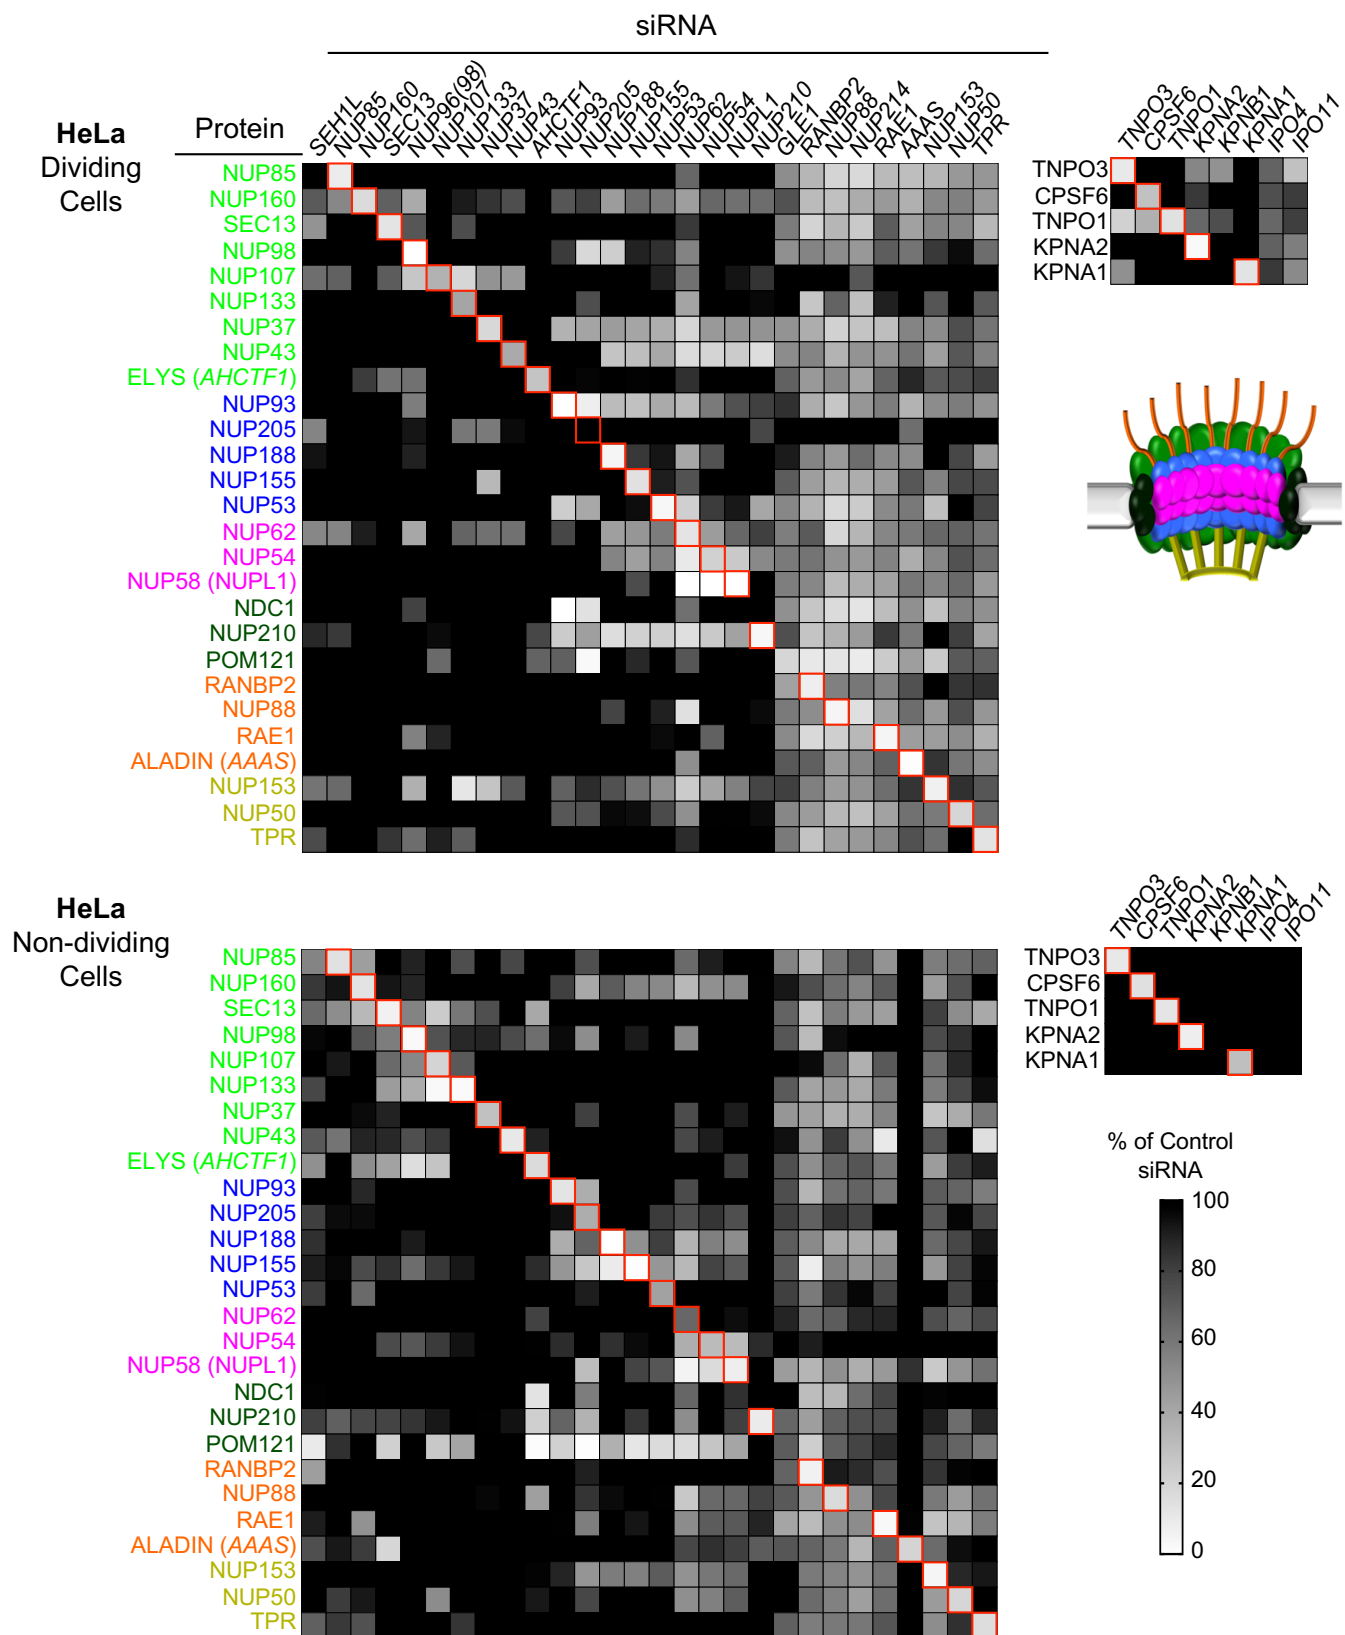 siRNA
HeLa
Dividing
Cells
Protein
SEH1L
NUP85
NUP160
SEC13
NUP96(98)
NUP107
NUP133
NUP37
NUP43
AHCTF1
NUP93
NUP205
NUP188
NUP155
NUP53
NUP62
NUP54
NUPL1
NUP210
GLE1
RANBP2
NUP88
NUP214
RAE1
AAAS
NUP153
NUP50
TPR
NUP85
NUP160
SEC13
NUP98
NUP107
NUP133
NUP37
NUP43
ELYS (AHCTF1)
NUP93
NUP205
NUP188
NUP155
NUP53
NUP62
NUP54
NUP58 (NUPL1)
NDC1
NUP210
POM121
RANBP2
NUP88
RAE1
ALADIN (AAAS)
NUP153
NUP50
TPR
TNPO3
CPSF6
TNPO1
KPNA2
KPNB1
KPNA1
IPO4
IPO11
TNPO3
CPSF6
TNPO1
KPNA2
KPNA1
HeLa
Non-dividing
Cells
NUP85
NUP160
SEC13
NUP98
NUP107
NUP133
NUP37
NUP43
ELYS (AHCTF1)
NUP93
NUP205
NUP188
NUP155
NUP53
NUP62
NUP54
NUP58 (NUPL1)
NDC1
NUP210
POM121
RANBP2
NUP88
RAE1
ALADIN (AAAS)
NUP153
NUP50
TPR
TNPO3
CPSF6
TNPO1
KPNA2
KPNB1
KPNA1
IPO4
IPO11
TNPO3
CPSF6
TNPO1
KPNA2
KPNA1
% of Control
siRNA
100
80
60
40
20
0